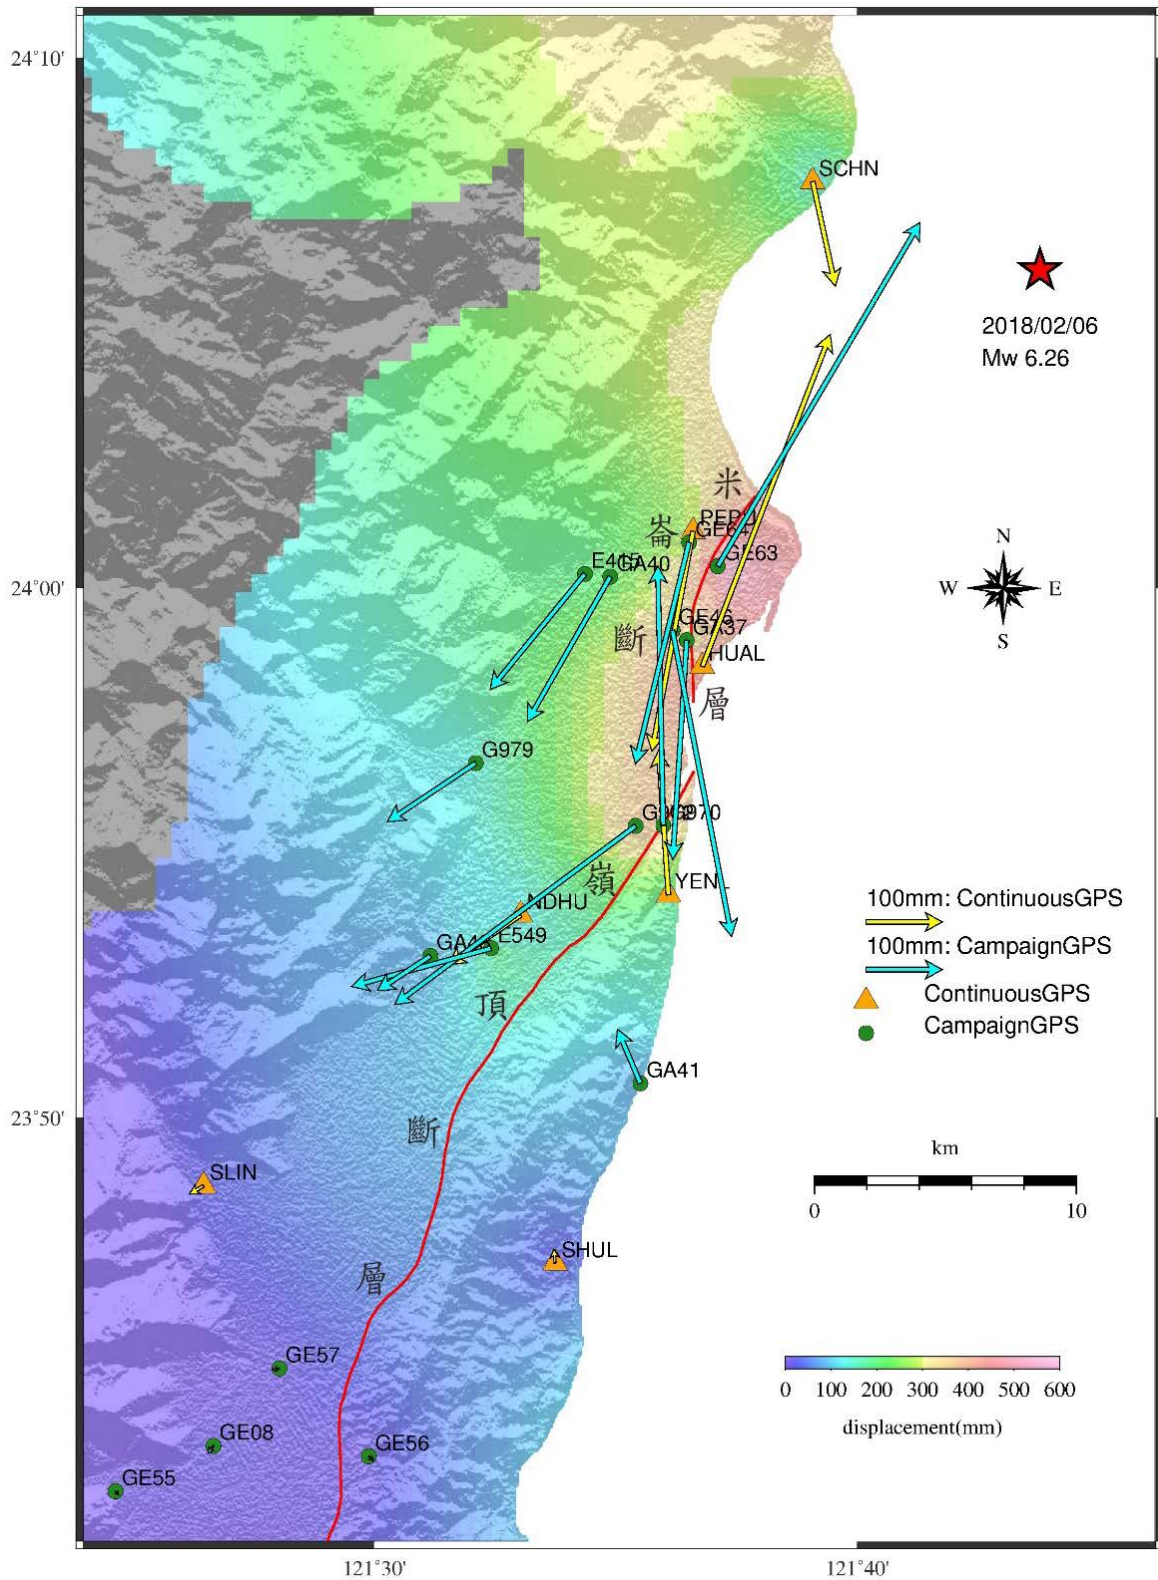 24°10'
SCHN
2018/02/06
Mw 6.26
米
崙
GE64
E415
GA40
GE63
24°00'
N
W
E
S
GA37
斷
HUAL
層
G979
G970
嶺
YENL
NDHU
100mm: ContinuousGPS
E549
100mm: CampaignGPS
頂
ContinuousGPS
CampaignGPS
GA41
23°50'
斷
km
SLIN
0
10
SHUL
層
GE57
0 100 200 300 400 500 600
displacement(mm)
GE08
GE56
GE55
121°30'
121°40'